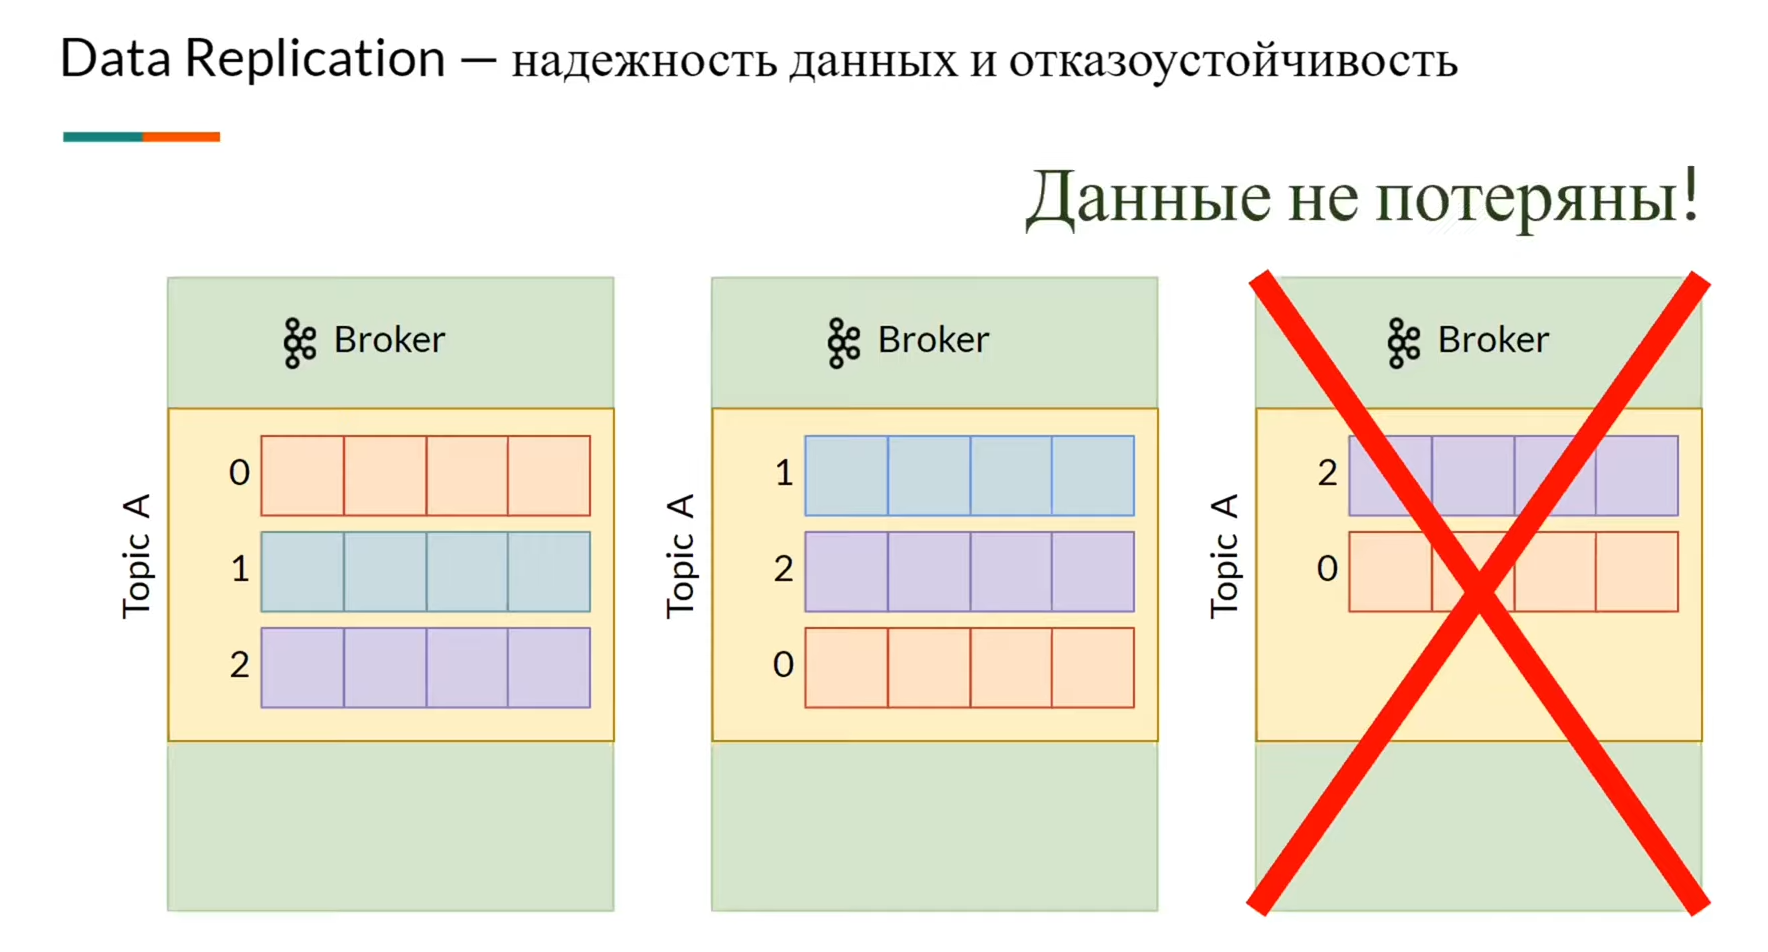 Data Replication — надежность данных и отказоустойчивость
Данные не потеряны!
Broker
Topic A
0
1
2
Broker
Topic A
1
2
0
Broker
Topic A
2
0